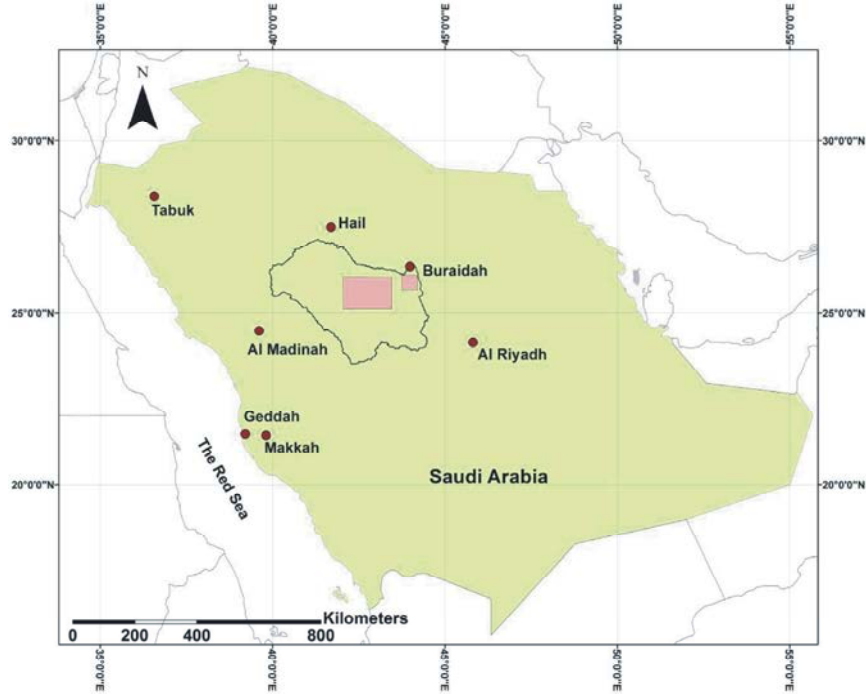 35°0'0"E 40°0'0"E 45°0'0"E 50°0'0"E 55°0'0"E
N
30°0'0"N 30°0'0"N
Tabuk
Hail
Buraidah
25°0'0"N 25°0'0"N
Al Madinah
Al Riyadh
Geddah
Makkah
The Red Sea
Saudi Arabia
20°0'0"N 20°0'0"N
Kilometers
0 200 400 800
35°0'0"E 40°0'0"E 45°0'0"E 50°0'0"E 55°0'0"E